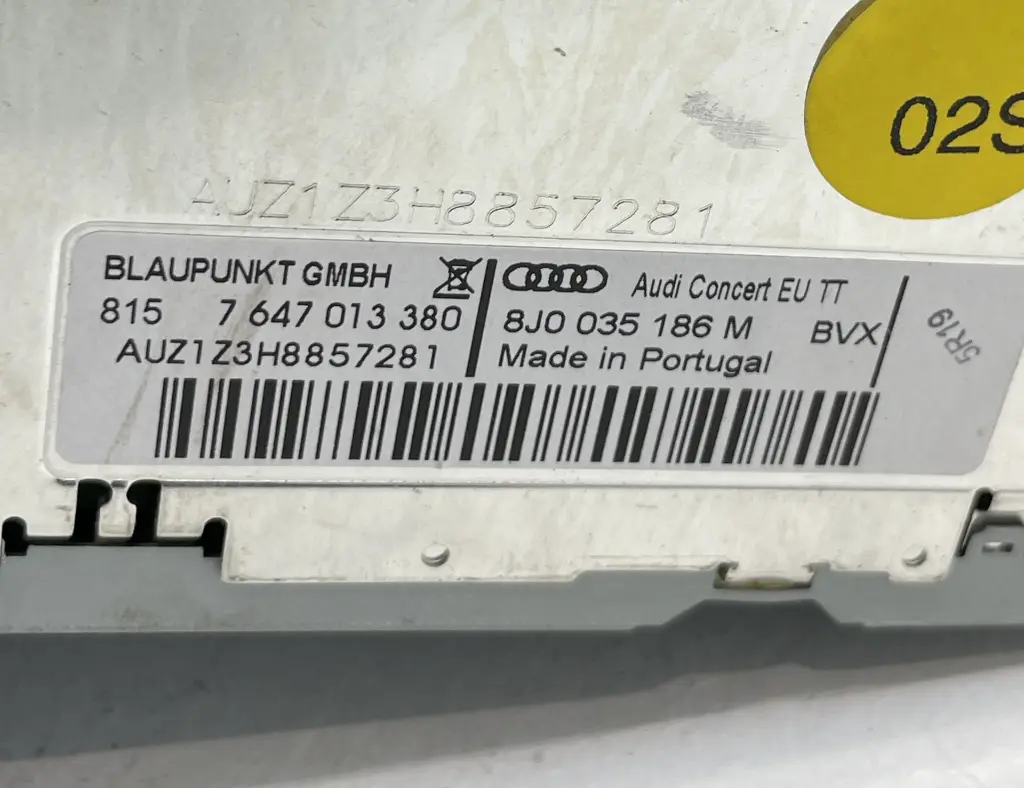 02S
AUZ1Z3H8857281
BLAUPUNKT GMBH
815 7 647 013 380
AUZ1Z3H8857281
Audi Concert EU TT
8J0 035 186 M BVX
Made in Portugal
5R19